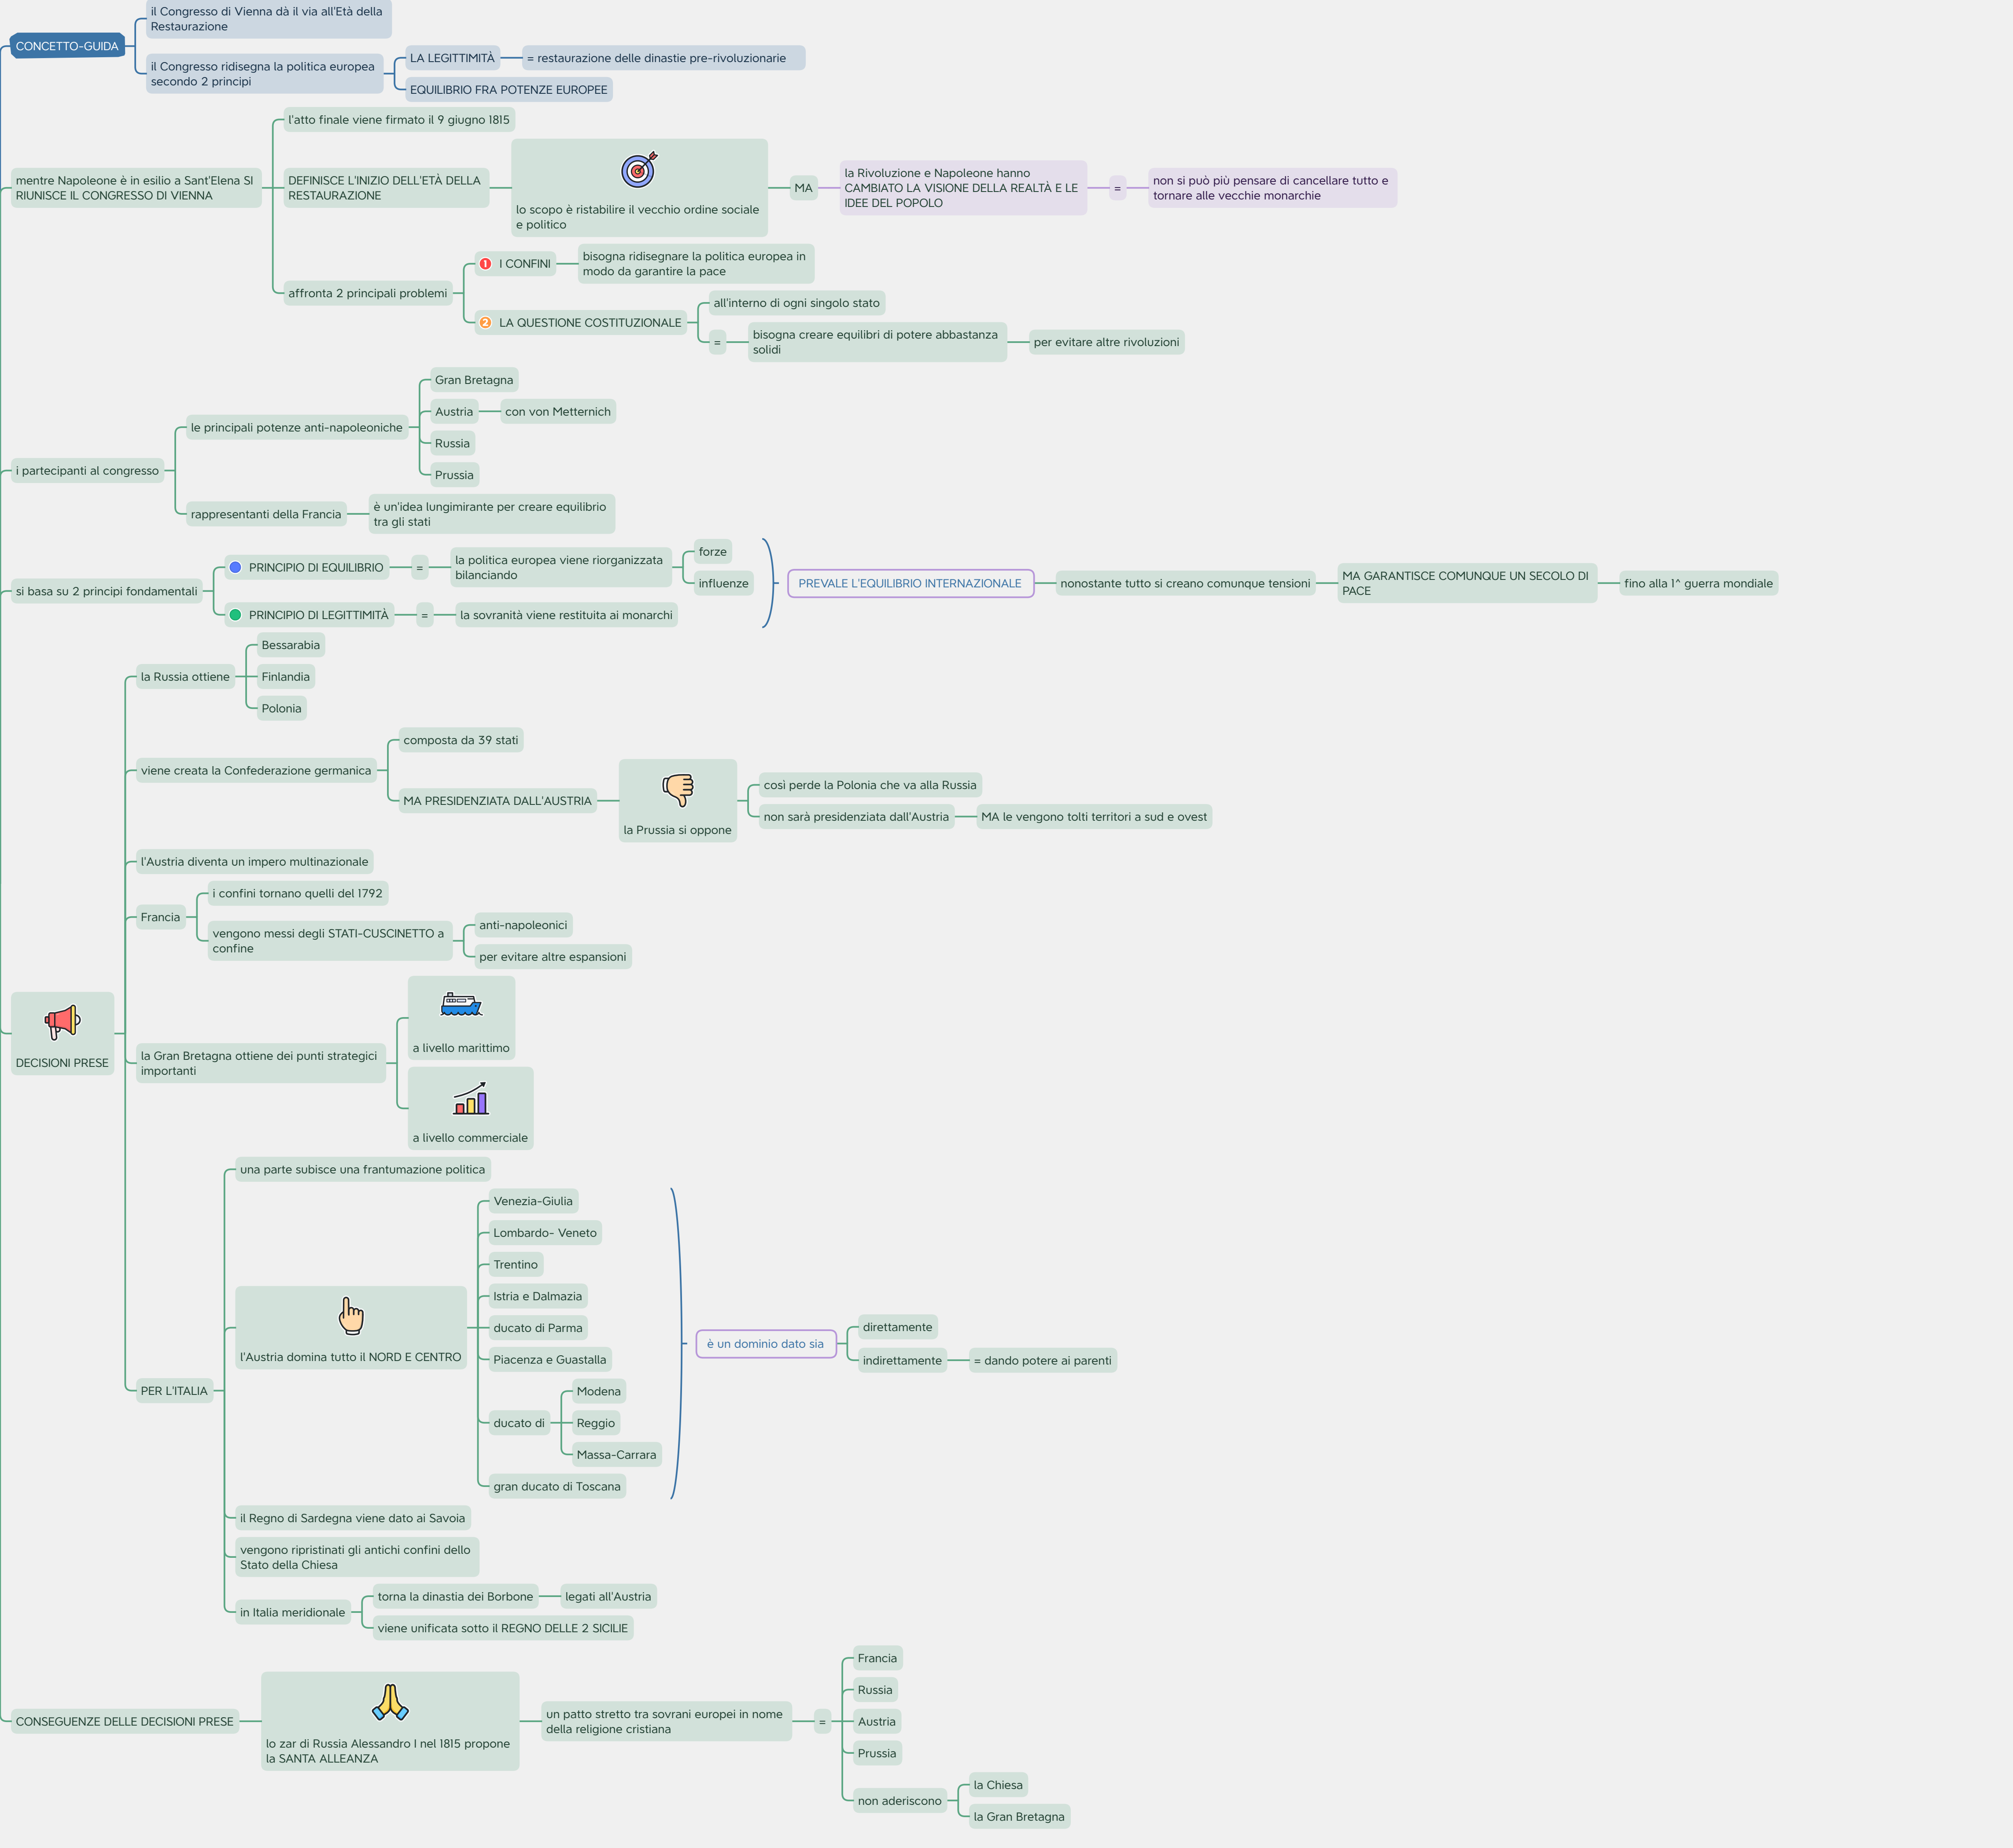 CONCETTO-GUIDA
il Congresso di Vienna dà il via all'Età della
Restaurazione
il Congresso ridisegna la politica europea
secondo 2 principi
LA LEGITTIMITÀ
= restaurazione delle dinastie pre-rivoluzionarie
EQUILIBRIO FRA POTENZE EUROPEE
mentre Napoleone è in esilio a Sant'Elena SI
RIUNISCE IL CONGRESSO DI VIENNA
l'atto finale viene firmato il 9 giugno 1815
DEFINISCE L'INIZIO DELL'ETÀ DELLA
RESTAURAZIONE
lo scopo è ristabilire il vecchio ordine sociale
e politico
MA
la Rivoluzione e Napoleone hanno
CAMBIATO LA VISIONE DELLA REALTÀ E LE
IDEE DEL POPOLO
=
non si può più pensare di cancellare tutto e
tornare alle vecchie monarchie
affronta 2 principali problemi
1 I CONFINI
bisogna ridisegnare la politica europea in
modo da garantire la pace
2 LA QUESTIONE COSTITUZIONALE
all'interno di ogni singolo stato
=
bisogna creare equilibri di potere abbastanza
solidi
per evitare altre rivoluzioni
i partecipanti al congresso
le principali potenze anti-napoleoniche
Gran Bretagna
Austria
con von Metternich
Russia
Prussia
rappresentanti della Francia
è un'idea lungimirante per creare equilibrio
tra gli stati
si basa su 2 principi fondamentali
PRINCIPIO DI EQUILIBRIO
=
la politica europea viene riorganizzata
bilanciando
forze
influenze
PRINCIPIO DI LEGITTIMITÀ
=
la sovranità viene restituita ai monarchi
PREVALE L'EQUILIBRIO INTERNAZIONALE
nonostante tutto si creano comunque tensioni
MA GARANTISCE COMUNQUE UN SECOLO DI
PACE
fino alla 1^ guerra mondiale
DECISIONI PRESE
la Russia ottiene
Bessarabia
Finlandia
Polonia
viene creata la Confederazione germanica
composta da 39 stati
MA PRESIDENZIATA DALL'AUSTRIA
la Prussia si oppone
così perde la Polonia che va alla Russia
non sarà presidenziata dall'Austria
MA le vengono tolti territori a sud e ovest
l'Austria diventa un impero multinazionale
Francia
i confini tornano quelli del 1792
vengono messi degli STATI-CUSCINETTO a
confine
anti-napoleonici
per evitare altre espansioni
la Gran Bretagna ottiene dei punti strategici
importanti
a livello marittimo
a livello commerciale
PER L'ITALIA
una parte subisce una frantumazione politica
l'Austria domina tutto il NORD E CENTRO
Venezia-Giulia
Lombardo- Veneto
Trentino
Istria e Dalmazia
ducato di Parma
Piacenza e Guastalla
ducato di
Modena
Reggio
Massa-Carrara
gran ducato di Toscana
è un dominio dato sia
direttamente
indirettamente
= dando potere ai parenti
il Regno di Sardegna viene dato ai Savoia
vengono ripristinati gli antichi confini dello
Stato della Chiesa
in Italia meridionale
torna la dinastia dei Borbone
legati all'Austria
viene unificata sotto il REGNO DELLE 2 SICILIE
CONSEGUENZE DELLE DECISIONI PRESE
lo zar di Russia Alessandro I nel 1815 propone
la SANTA ALLEANZA
un patto stretto tra sovrani europei in nome
della religione cristiana
=
Francia
Russia
Austria
Prussia
non aderiscono
la Chiesa
la Gran Bretagna